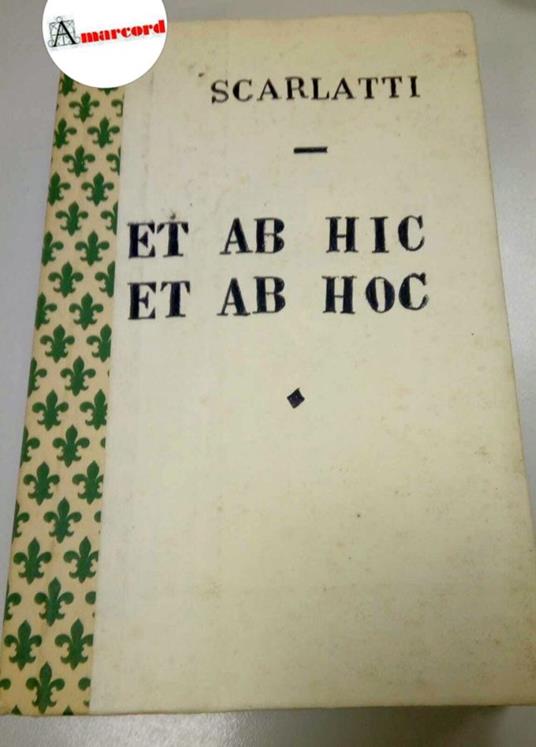 Amarcord
SCARLATTI
ET AB HIC
ET AB HOC